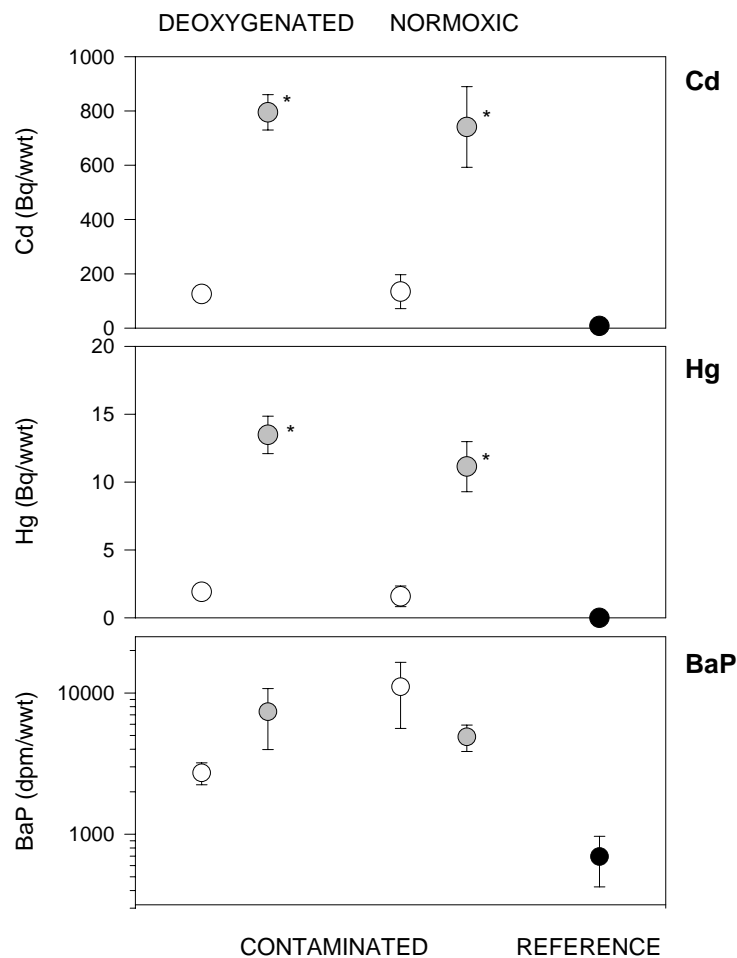 DEOXYGENATED NORMOXIC
Cd
1000
800
600
400
200
0
Cd (Bq/wwt)
*
*
Hg
20
15
10
5
0
Hg (Bq/wwt)
*
*
BaP
10000
1000
BaP (dpm/wwt)
CONTAMINATED REFERENCE